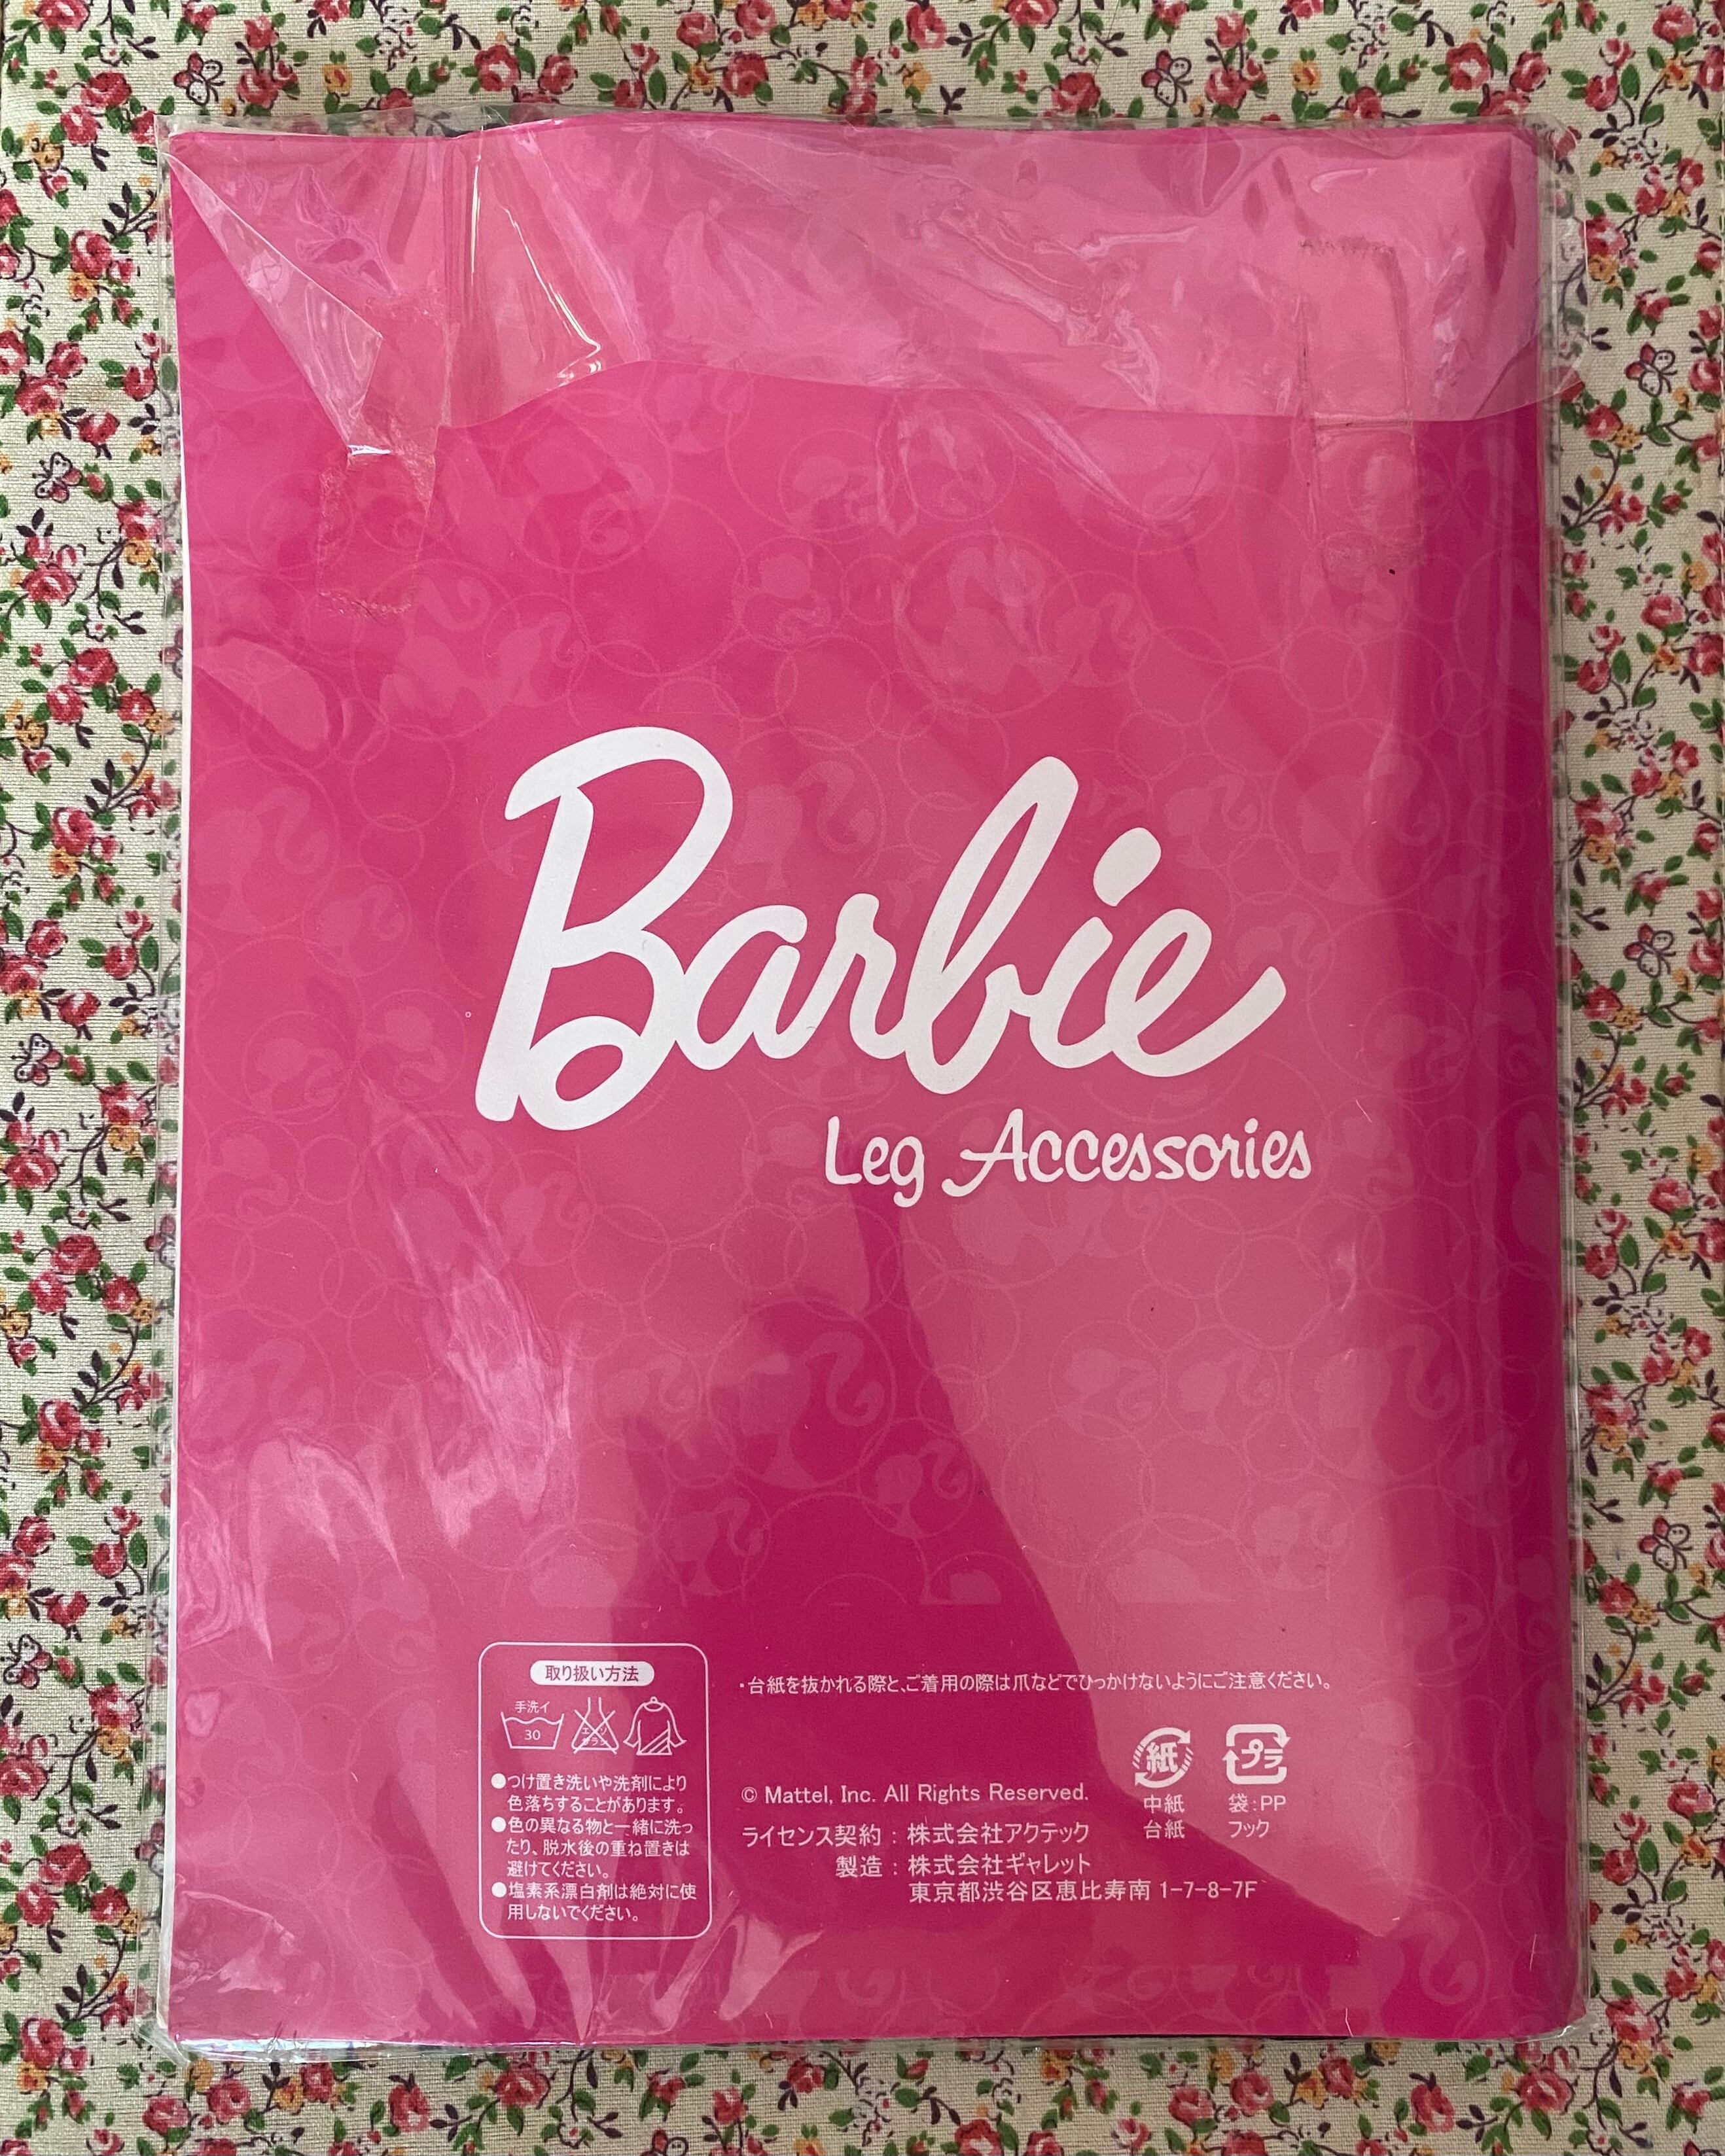 Barbie
Leg Accessories
取り扱い方法
手洗イ
30
エンソ
サラシ
●つけ置き洗いや洗剤により
色落ちすることがあります。
●色の異なる物と一緒に洗っ
たり、脱水後の重ね置きは
避けてください。
●塩素系漂白剤は絶対に使
用しないでください。
・台紙を抜かれる際と、ご着用の際は爪などでひっかけないようにご注意ください。
紙
プラ
中紙
台紙
袋:PP
フック
© Mattel, Inc. All Rights Reserved.
ライセンス契約 : 株式会社アクテック
製造 : 株式会社ギャレット
東京都渋谷区恵比寿南 1-7-8-7F